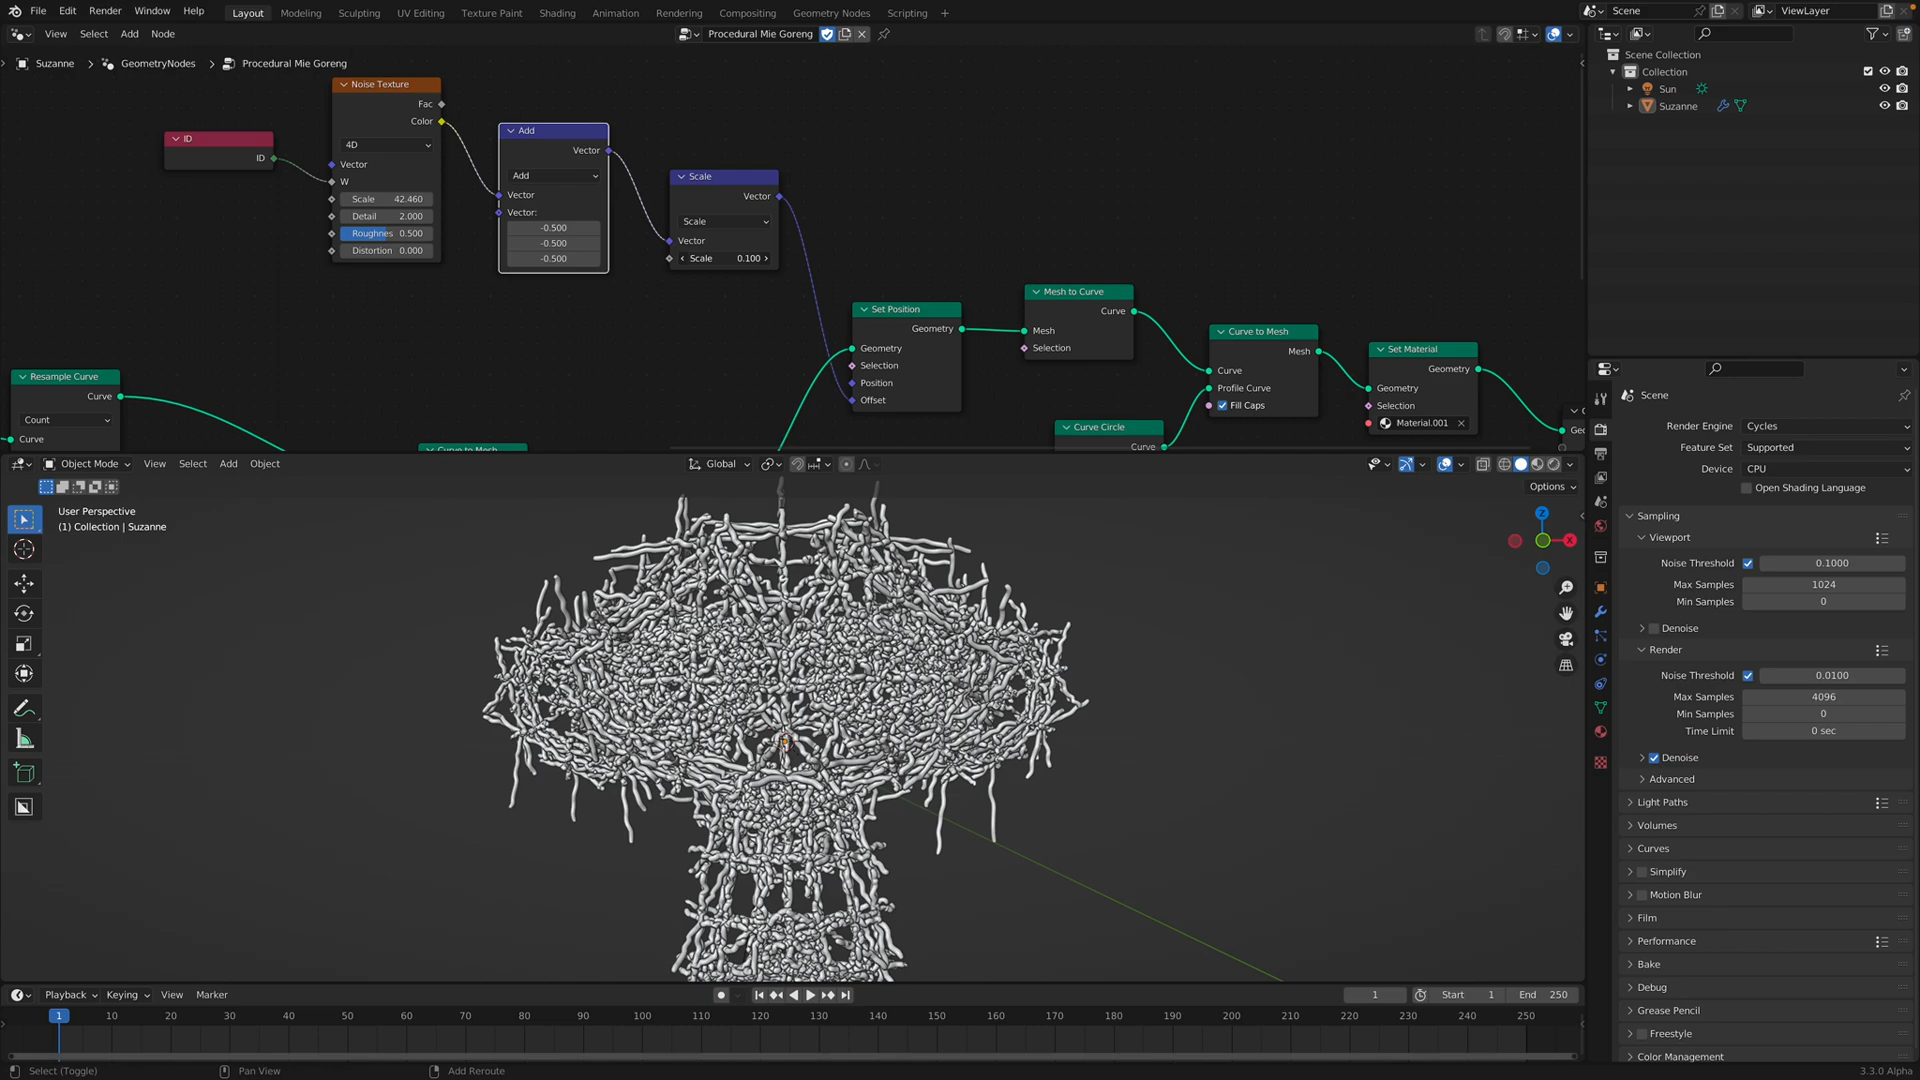 File Edit Render Window Help Layout Modeling Sculpting UV Editing Texture Paint Shading Animation Rendering Compositing Geometry Nodes Scripting + Scene ViewLayer
View Select Add Node Procedural Mie Goreng
Suzanne > GeometryNodes > Procedural Mie Goreng
Scene Collection
Collection
Sun
Suzanne
Noise Texture
Fac
Color
4D
Vector
W
Scale 42.460
Detail 2.000
Roughnes 0.500
Distortion 0.000
ID
ID
Add
Vector
Add
Vector
Vector:
-0.500
-0.500
-0.500
Scale
Vector
Scale
Vector
Scale 0.100
Set Position
Geometry
Geometry
Selection
Position
Offset
Mesh to Curve
Curve
Mesh
Selection
Curve to Mesh
Mesh
Curve
Profile Curve
Fill Caps
Set Material
Geometry
Geometry
Selection
Material.001
Resample Curve
Curve
Count
Curve
Curve to Mesh
Curve Circle
Curve
Object Mode View Select Add Object Global
Options
User Perspective
(1) Collection | Suzanne
Z
X
Scene
Render Engine Cycles
Feature Set Supported
Device CPU
Open Shading Language
Sampling
Viewport
Noise Threshold 0.1000
Max Samples 1024
Min Samples 0
Denoise
Render
Noise Threshold 0.0100
Max Samples 4096
Min Samples 0
Time Limit 0 sec
Denoise
Advanced
Light Paths
Volumes
Curves
Simplify
Motion Blur
Film
Performance
Bake
Debug
Grease Pencil
Freestyle
Color Management
Playback Keying View Marker 1 Start 1 End 250
1 10 20 30 40 50 60 70 80 90 100 110 120 130 140 150 160 170 180 190 200 210 220 230 240 250
Select (Toggle) Pan View Add Reroute 3.3.0 Alpha